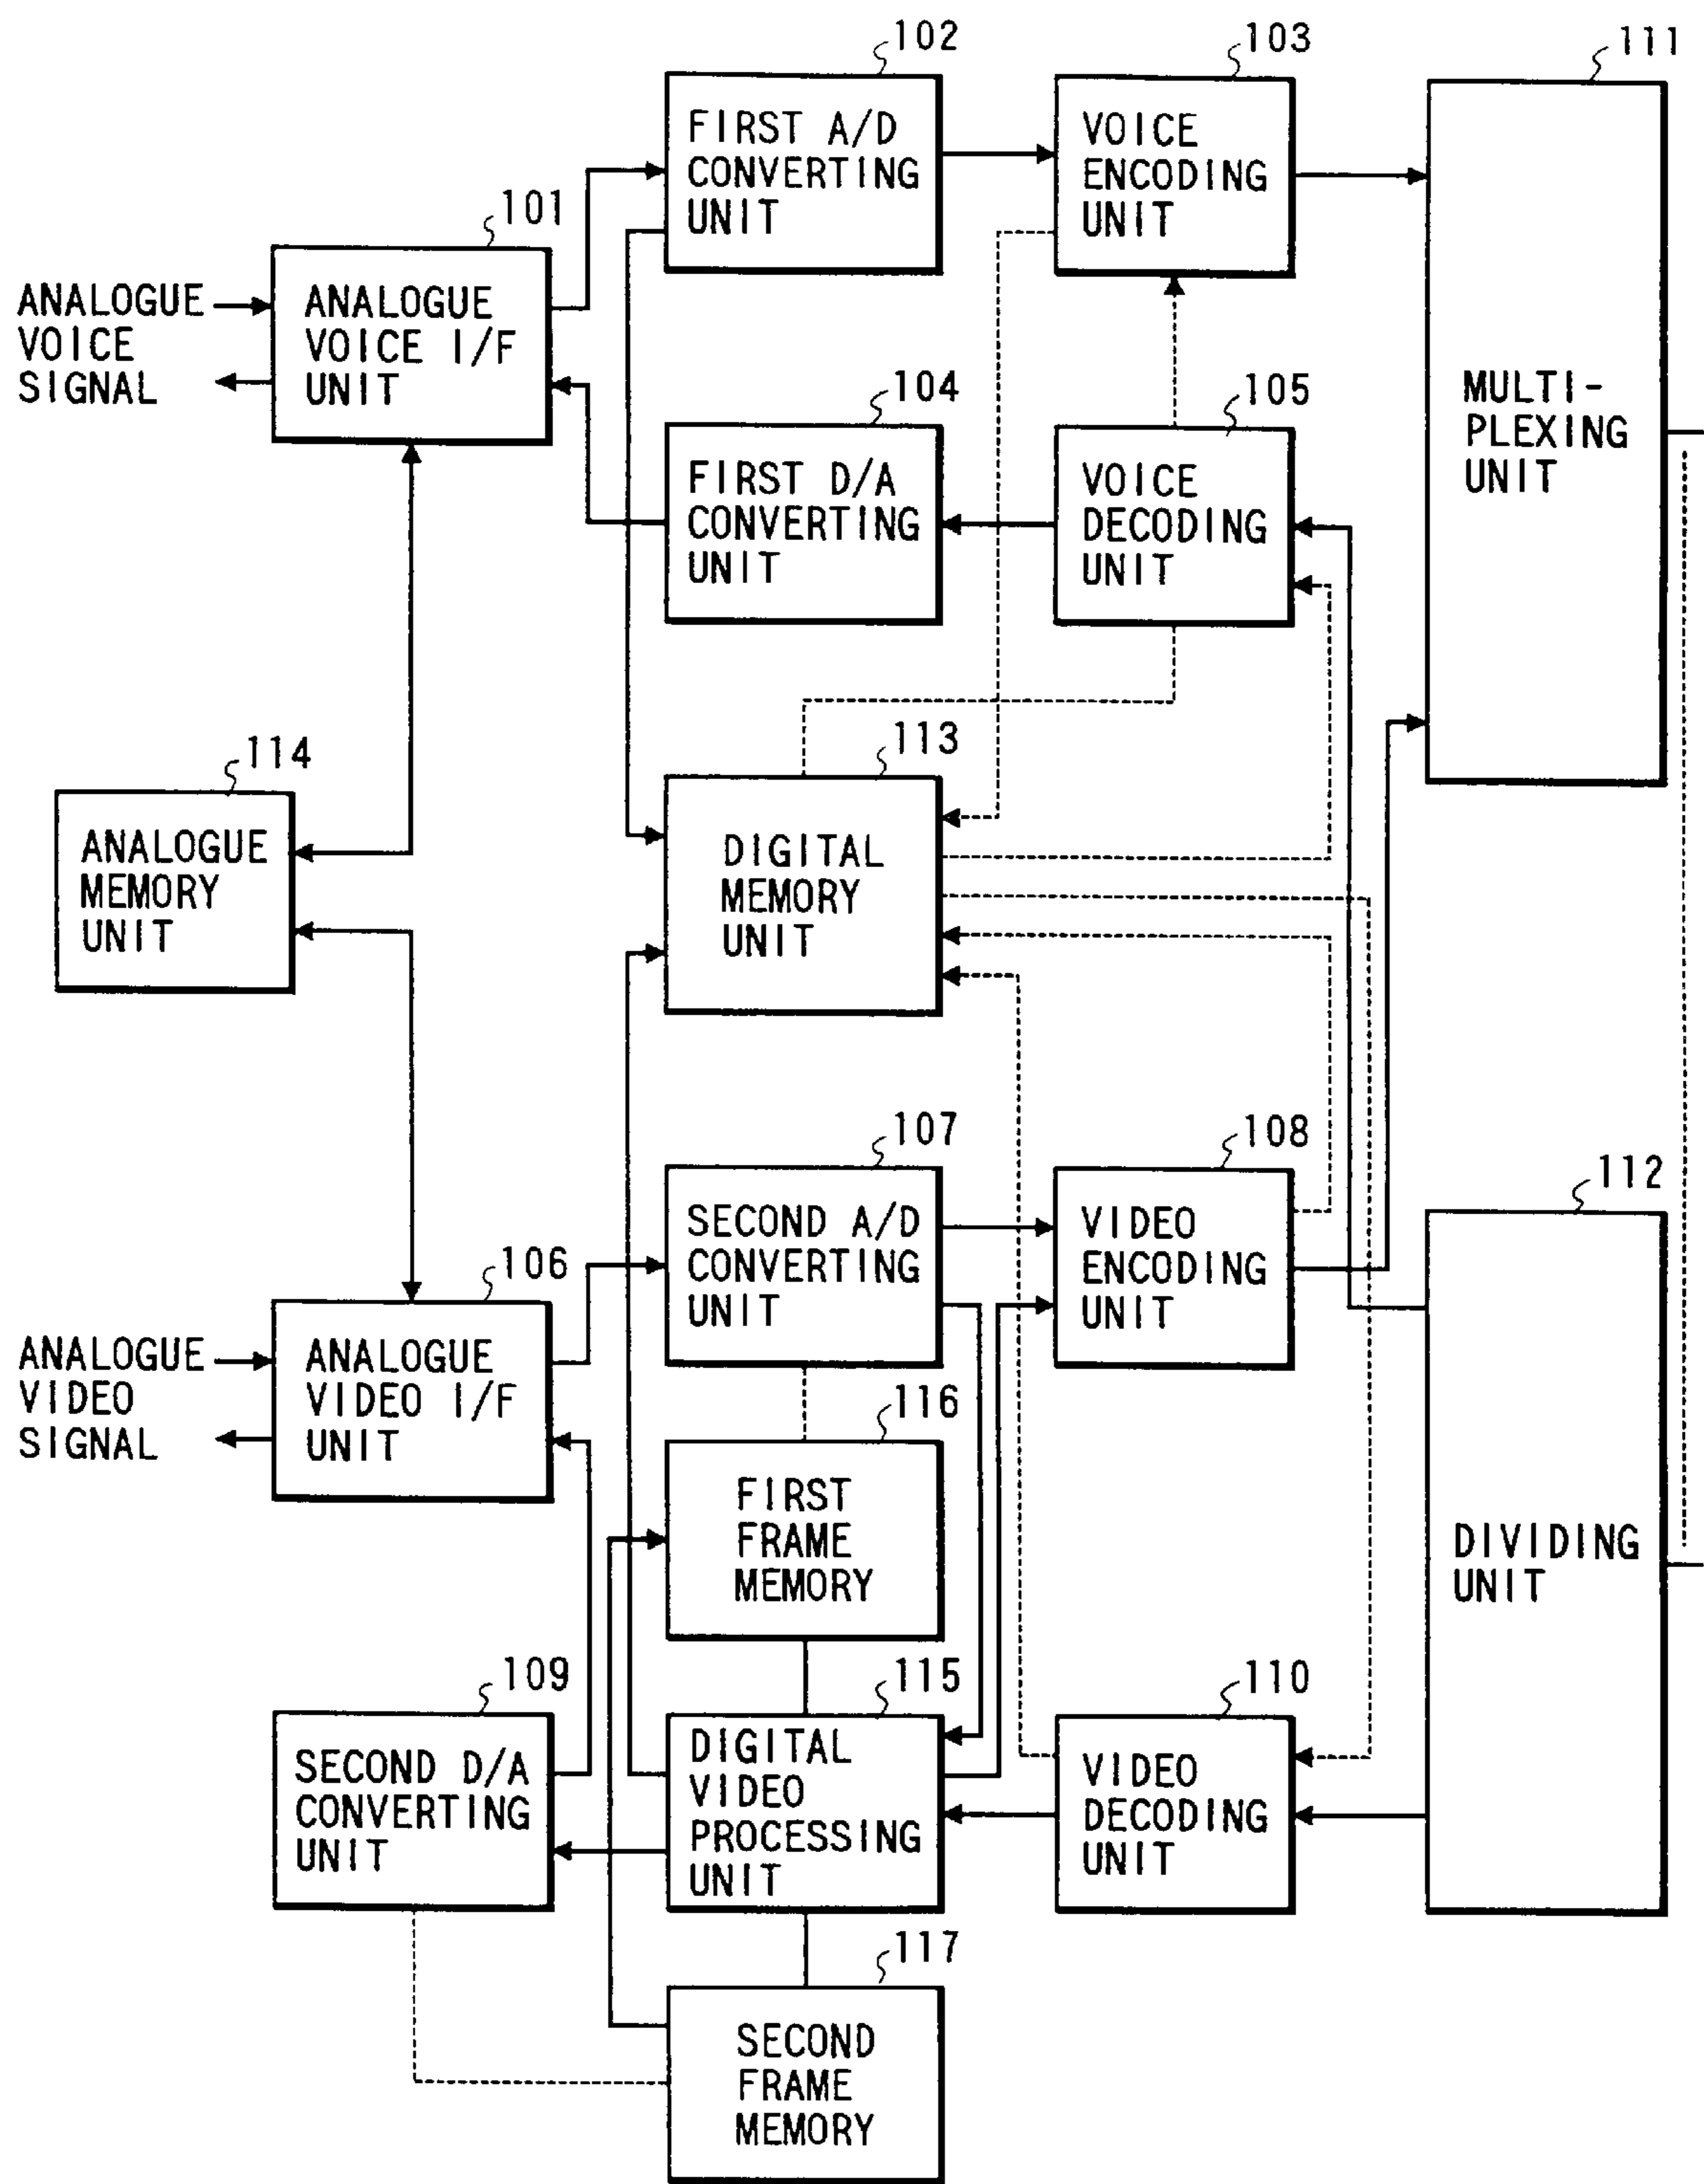 102
103
111
FIRST A/D
CONVERTING
UNIT
VOICE
ENCODING
UNIT
101
ANALOGUE
VOICE
SIGNAL
ANALOGUE
VOICE I/F
UNIT
104
105
MULTI-
PLEXING
UNIT
FIRST D/A
CONVERTING
UNIT
VOICE
DECODING
UNIT
114
113
ANALOGUE
MEMORY
UNIT
DIGITAL
MEMORY
UNIT
107
108
112
SECOND A/D
CONVERTING
UNIT
VIDEO
ENCODING
UNIT
106
ANALOGUE
VIDEO
SIGNAL
ANALOGUE
VIDEO I/F
UNIT
116
FIRST
FRAME
MEMORY
DIVIDING
UNIT
109
115
110
SECOND D/A
CONVERTING
UNIT
DIGITAL
VIDEO
PROCESSING
UNIT
VIDEO
DECODING
UNIT
117
SECOND
FRAME
MEMORY